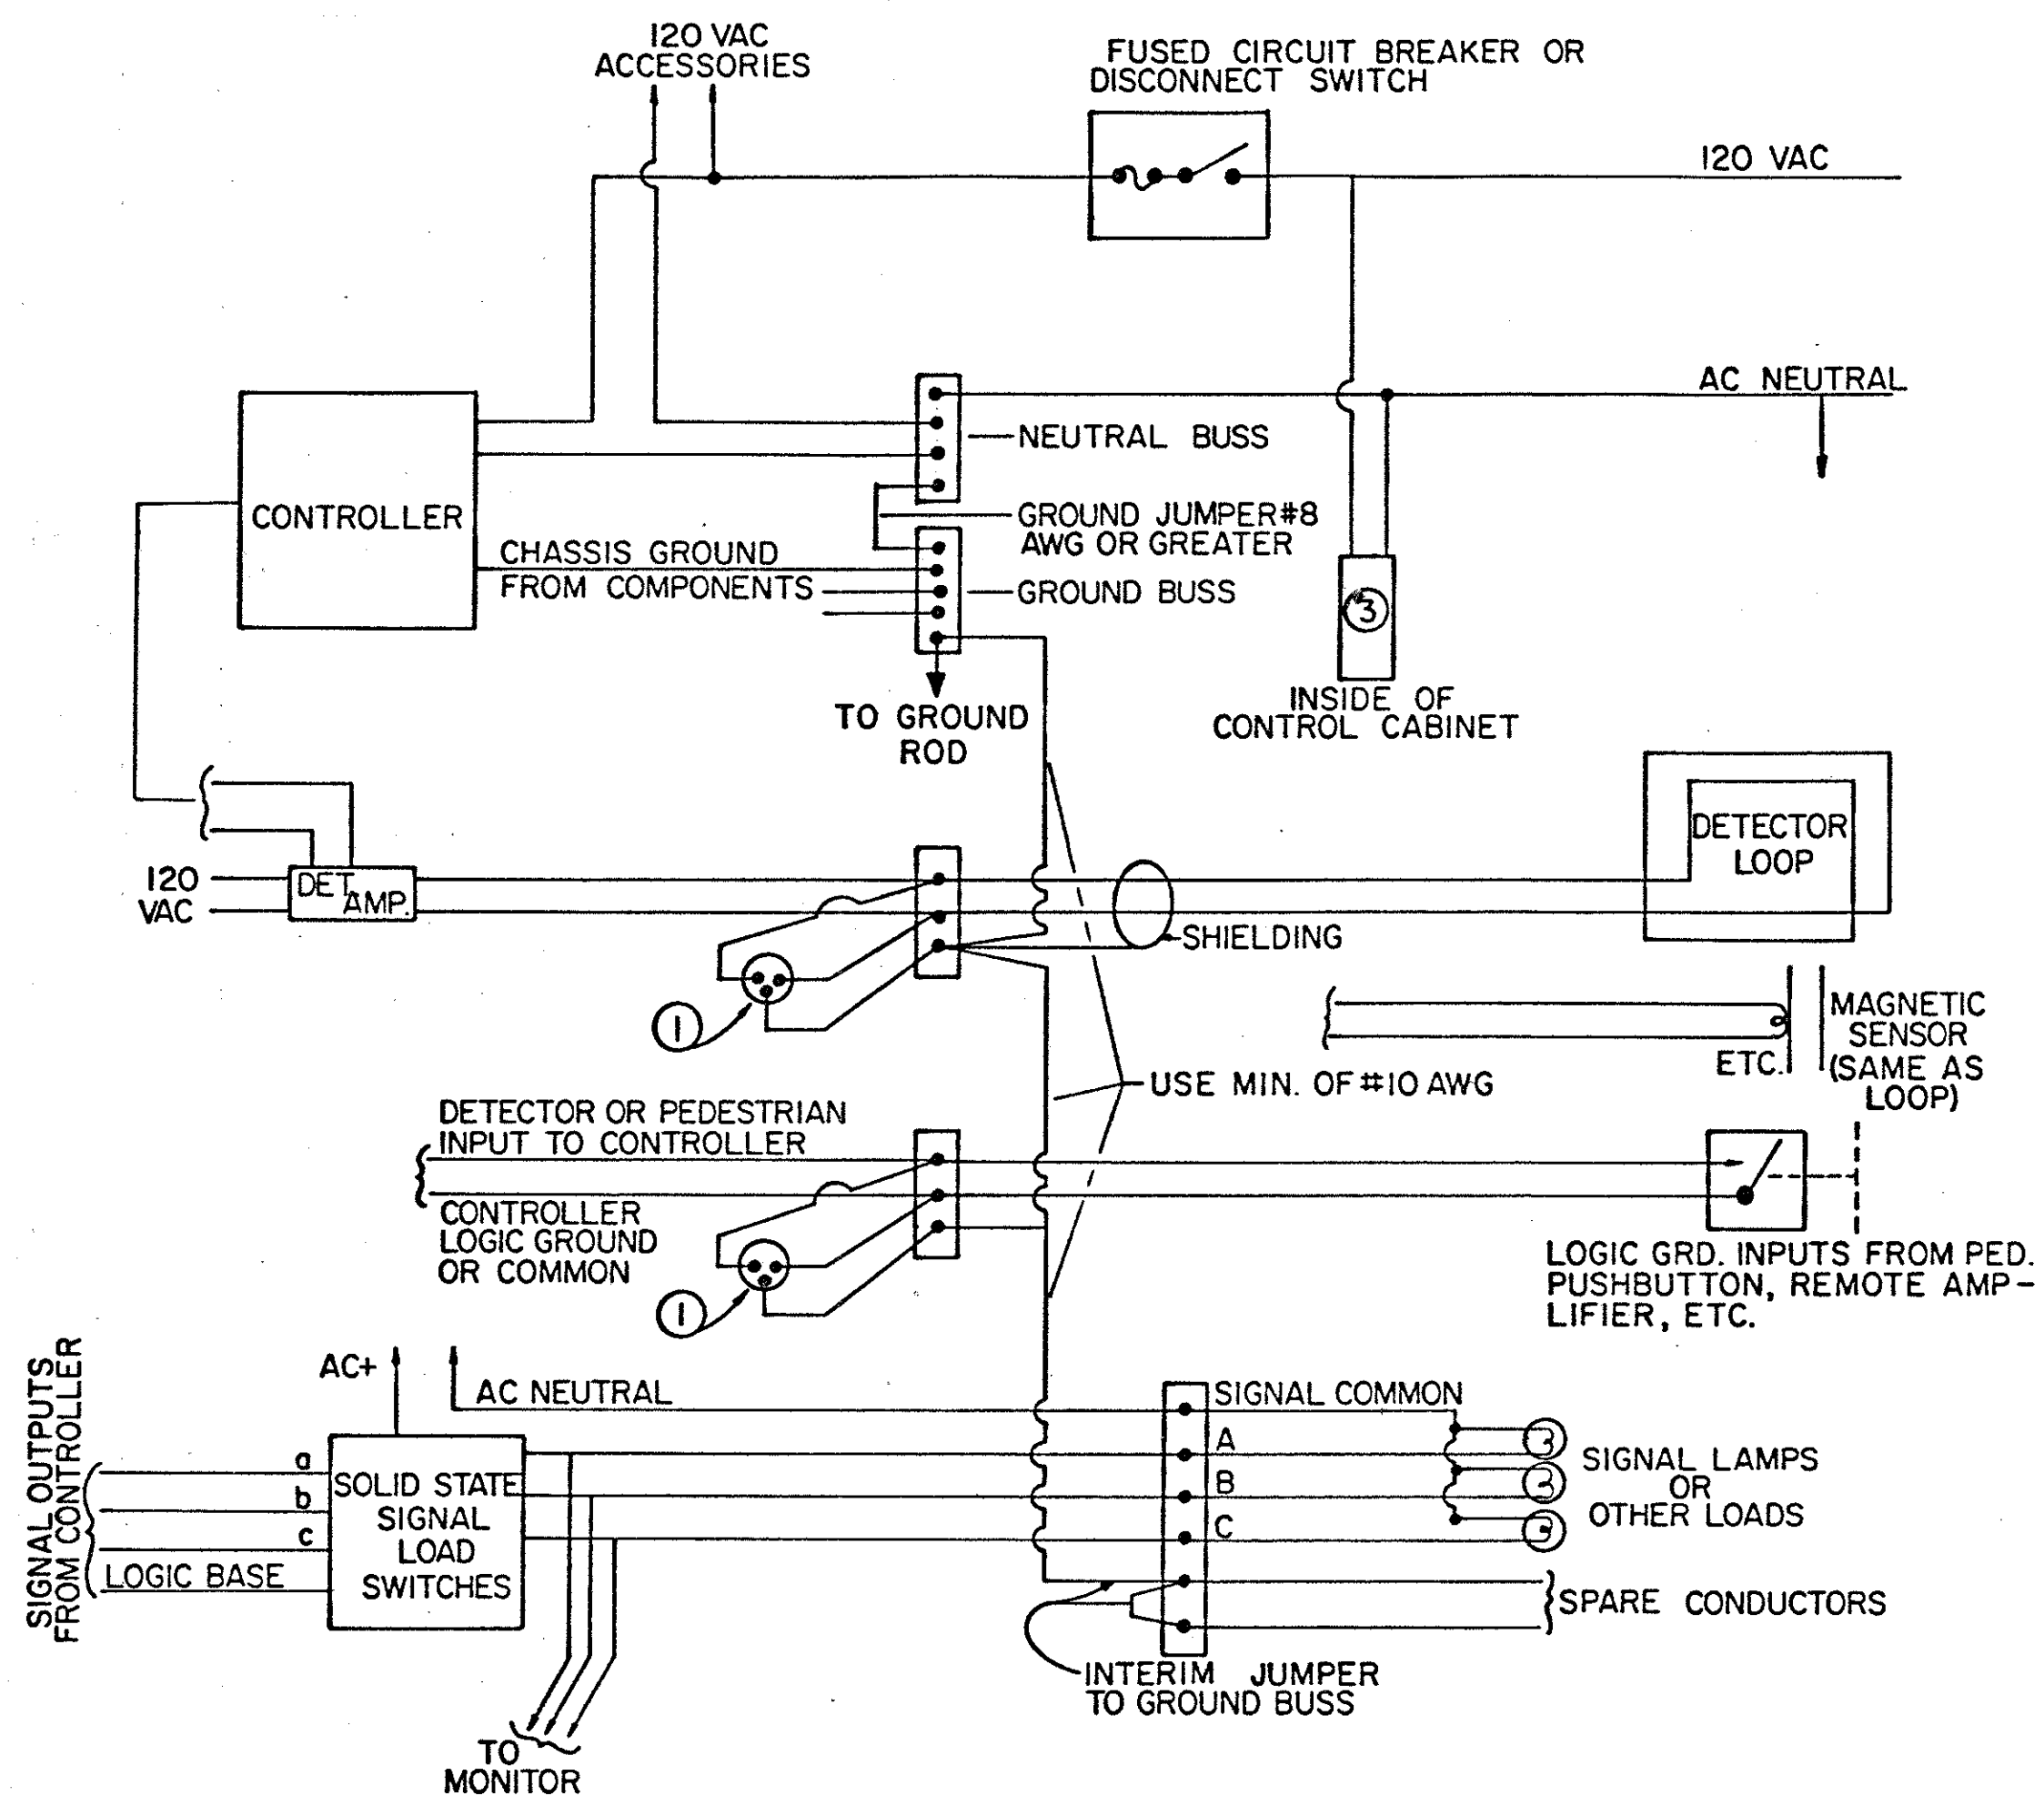 120 VAC
ACCESSORIES
FUSED CIRCUIT BREAKER OR
DISCONNECT SWITCH
120 VAC
AC NEUTRAL
NEUTRAL BUSS
CONTROLLER
GROUND JUMPER #8
AWG OR GREATER
CHASSIS GROUND
FROM COMPONENTS
GROUND BUSS
3
INSIDE OF
CONTROL CABINET
TO GROUND
ROD
DETECTOR
LOOP
120
VAC
DET.
AMP.
SHIELDING
1
MAGNETIC
SENSOR
(SAME AS
LOOP)
ETC.
USE MIN. OF #10 AWG
DETECTOR OR PEDESTRIAN
INPUT TO CONTROLLER
CONTROLLER
LOGIC GROUND
OR COMMON
1
LOGIC GRD. INPUTS FROM PED.
PUSHBUTTON, REMOTE AMP-
LIFIER, ETC.
AC+
AC NEUTRAL
SIGNAL COMMON
A
B
C
SIGNAL LAMPS
OR
OTHER LOADS
SIGNAL OUTPUTS
FROM CONTROLLER
a
b
c
LOGIC BASE
SOLID STATE
SIGNAL
LOAD
SWITCHES
SPARE CONDUCTORS
INTERIM JUMPER
TO GROUND BUSS
TO
MONITOR